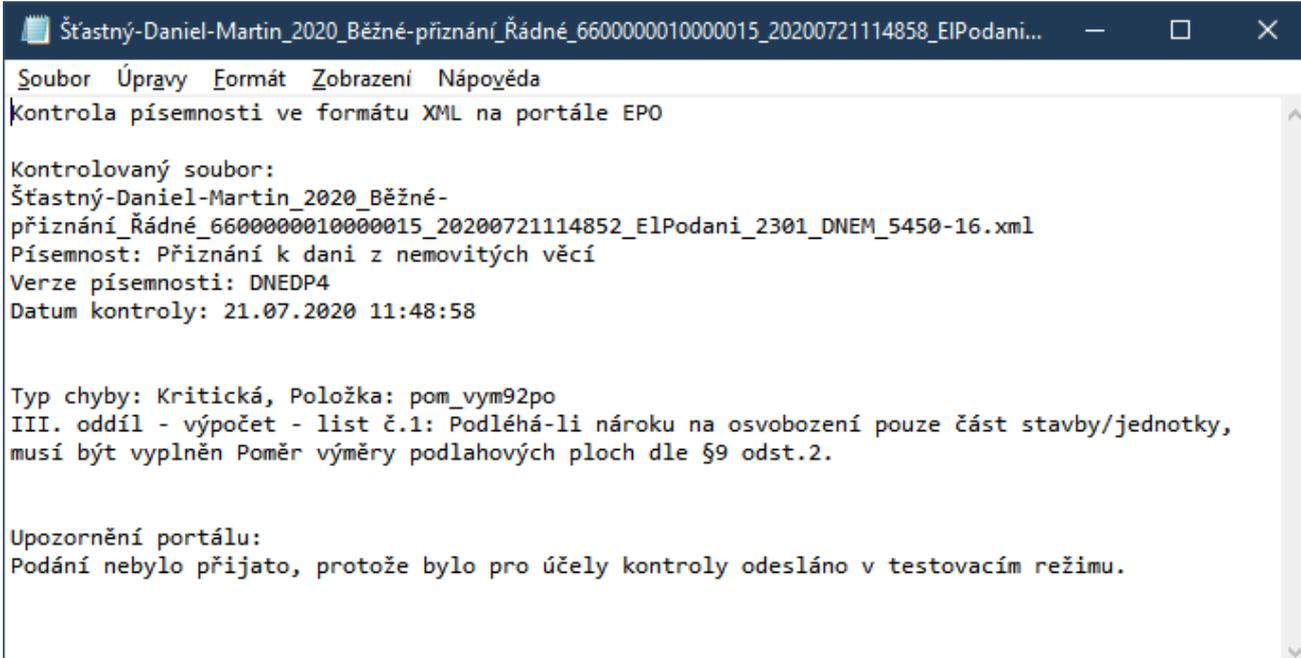 Šťastný-Daniel-Martin_2020_Běžné-přiznání_Řádné_6600000010000015_20200721114858_ElPodani...
Soubor Úpravy Formát Zobrazení Nápověda
Kontrola písemnosti ve formátu XML na portále EPO
Kontrolovaný soubor:
Šťastný-Daniel-Martin_2020_Běžné-
přiznání_Řádné_6600000010000015_20200721114852_ElPodani_2301_DNEM_5450-16.xml
Písemnost: Přiznání k dani z nemovitých věcí
Verze písemnosti: DNEDP4
Datum kontroly: 21.07.2020 11:48:58
Typ chyby: Kritická, Položka: pom_vym92po
III. oddíl - výpočet - list č.1: Podléhá-li nároku na osvobození pouze část stavby/jednotky,
musí být vyplněn Poměr výměry podlahových ploch dle §9 odst.2.
Upozornění portálu:
Podání nebylo přijato, protože bylo pro účely kontroly odesláno v testovacím režimu.